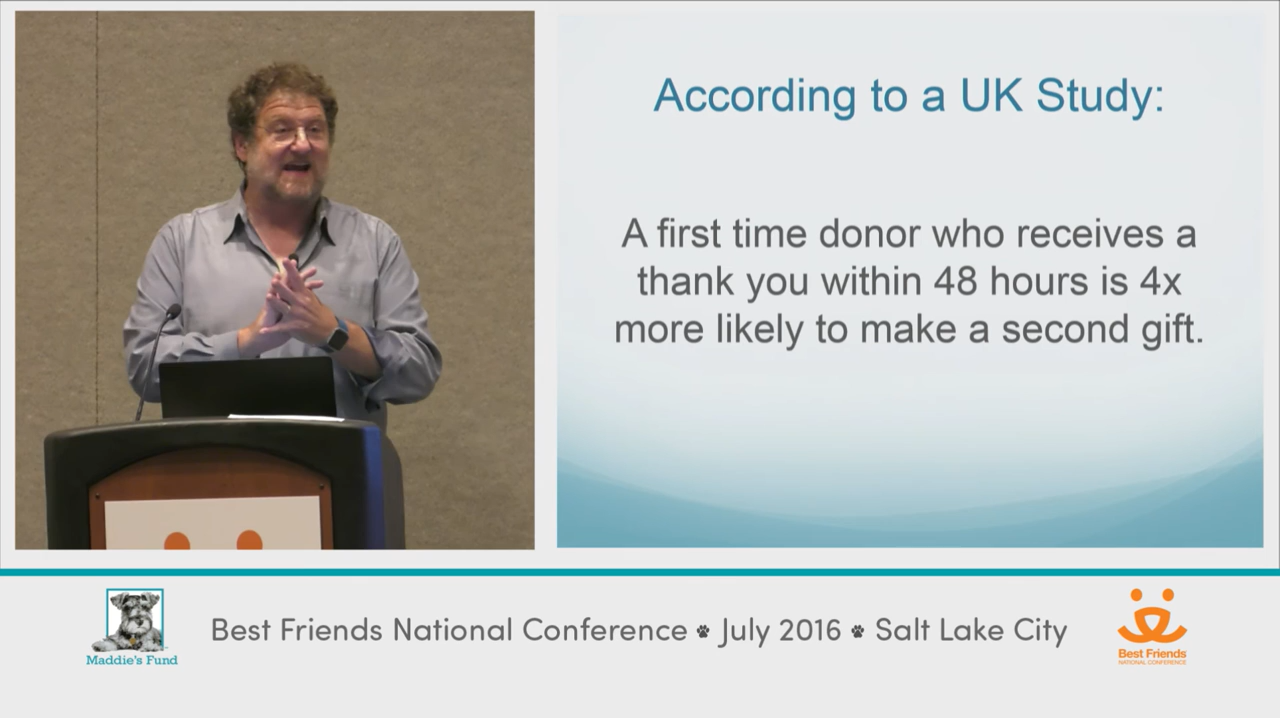 According to a UK Study:
A first time donor who receives a
thank you within 48 hours is 4x
more likely to make a second gift.
Maddie's Fund
Best Friends National Conference July 2016 Salt Lake City
Best Friends
NATIONAL CONFERENCE